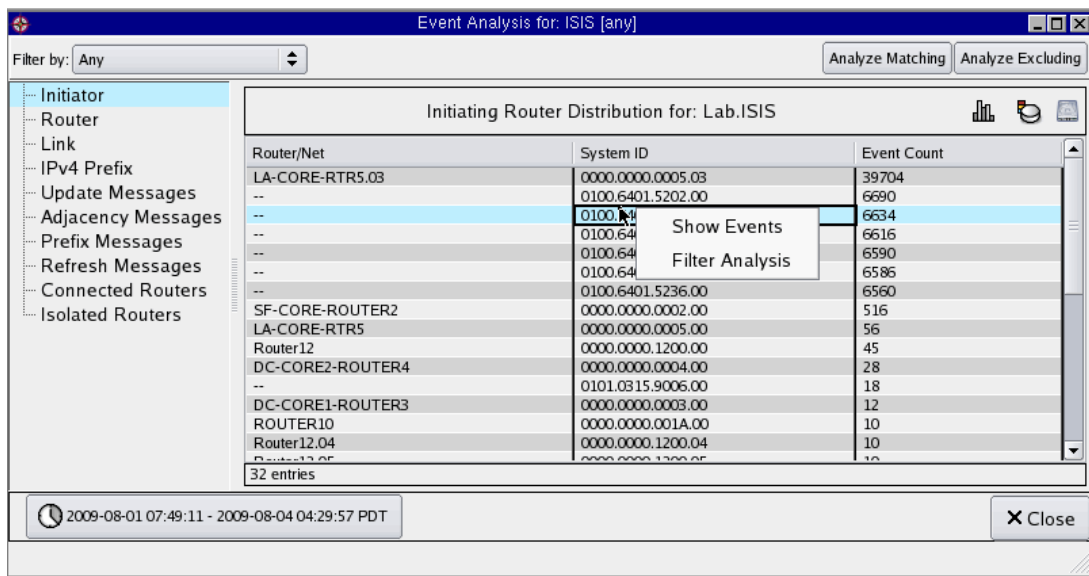 Event Analysis for: ISIS [any]
Filter by: Any
Analyze Matching Analyze Excluding
Initiator
Router
Link
IPv4 Prefix
Update Messages
Adjacency Messages
Prefix Messages
Refresh Messages
Connected Routers
Isolated Routers
Initiating Router Distribution for: Lab.ISIS
Router/Net System ID Event Count
LA-CORE-RTR5.03 0000.0000.0005.03 39704
-- 0100.6401.5202.00 6690
-- 0100. 6634
-- 0100.64 6616
-- 0100.64 6590
-- 0100.64 6586
-- 0100.6401.5236.00 6560
SF-CORE-ROUTER2 0000.0000.0002.00 516
LA-CORE-RTR5 0000.0000.0005.00 56
Router12 0000.0000.1200.00 45
DC-CORE2-ROUTER4 0000.0000.0004.00 28
-- 0101.0315.9006.00 18
DC-CORE1-ROUTER3 0000.0000.0003.00 12
ROUTER10 0000.0000.001A.00 10
Router12.04 0000.0000.1200.04 10
Show Events
Filter Analysis
32 entries
2009-08-01 07:49:11 - 2009-08-04 04:29:57 PDT
Close